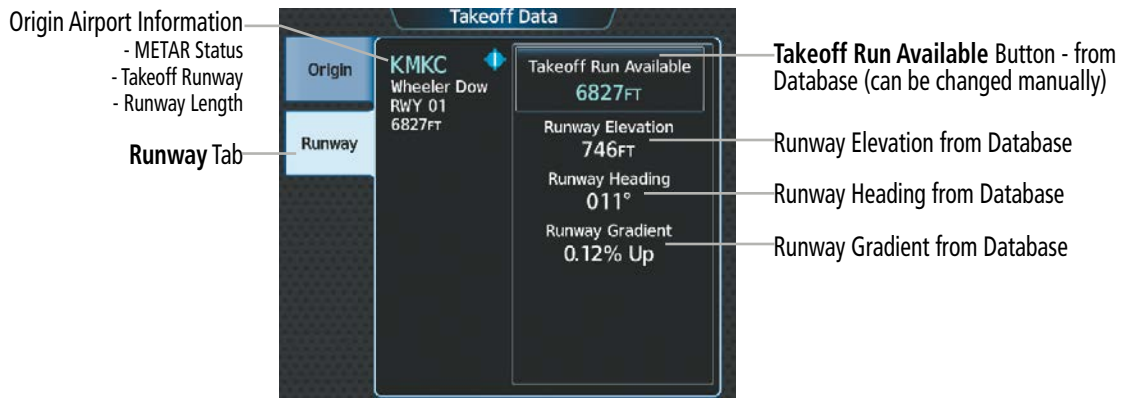 Origin Airport Information
- METAR Status
- Takeoff Runway
- Runway Length
Runway Tab
Takeoff Data
Origin
Runway
KMKC
Wheeler Dow
RWY 01
6827FT
Takeoff Run Available
6827FT
Runway Elevation
746FT
Runway Heading
011°
Runway Gradient
0.12% Up
Takeoff Run Available Button - from
Database (can be changed manually)
Runway Elevation from Database
Runway Heading from Database
Runway Gradient from Database